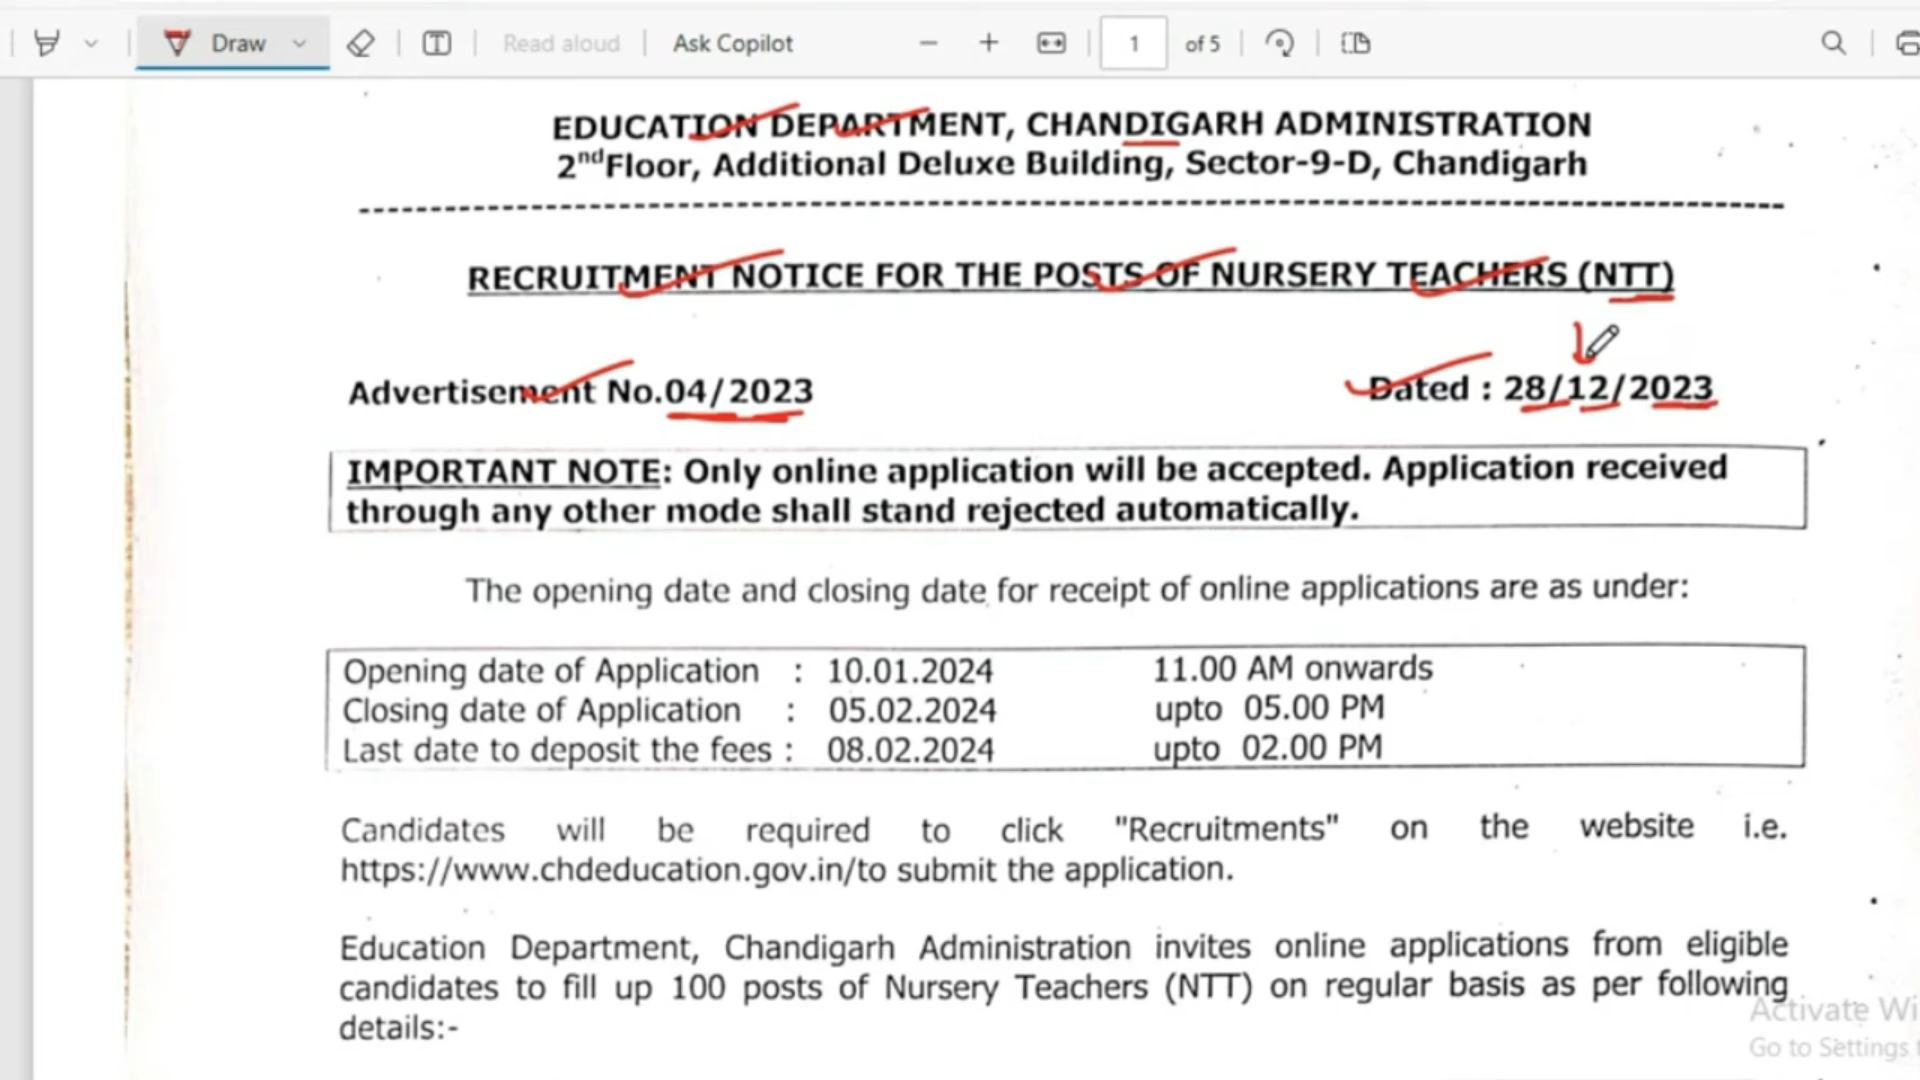 Draw Read aloud Ask Copilot 1 of 5
EDUCATION DEPARTMENT, CHANDIGARH ADMINISTRATION
2nd Floor, Additional Deluxe Building, Sector-9-D, Chandigarh
RECRUITMENT NOTICE FOR THE POSTS OF NURSERY TEACHERS (NTT)
Advertisement No.04/2023 Dated : 28/12/2023
IMPORTANT NOTE: Only online application will be accepted. Application received
through any other mode shall stand rejected automatically.
The opening date and closing date for receipt of online applications are as under:
Opening date of Application : 10.01.2024 11.00 AM onwards
Closing date of Application : 05.02.2024 upto 05.00 PM
Last date to deposit the fees : 08.02.2024 upto 02.00 PM
Candidates will be required to click "Recruitments" on the website i.e.
https://www.chdeducation.gov.in/to submit the application.
Education Department, Chandigarh Administration invites online applications from eligible
candidates to fill up 100 posts of Nursery Teachers (NTT) on regular basis as per following
details:-
Activate Wi
Go to Settings t